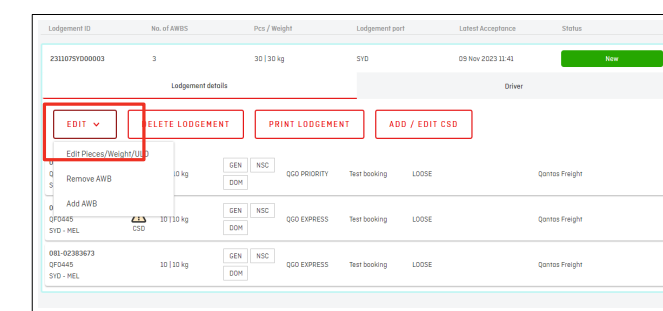 Lodgement ID No. of AWBS Pcs / Weight Lodgement port Latest Acceptance Status
231107SYD00003 3 30 | 30 kg SYD 09 Nov 2023 11:41 New
Lodgement details Driver
EDIT DELETE LODGEMENT PRINT LODGEMENT ADD / EDIT CSD
Edit Pieces/Weight/ULD
Remove AWB
Add AWB
0 kg GEN NSC DOM QGO PRIORITY Test booking LOOSE Qantas Freight
QF0445 10 | 10 kg GEN NSC QGO EXPRESS Test booking LOOSE Qantas Freight
SYD - MEL CSD DOM
081-02383673
QF0445 10 | 10 kg GEN NSC QGO EXPRESS Test booking LOOSE Qantas Freight
SYD - MEL DOM